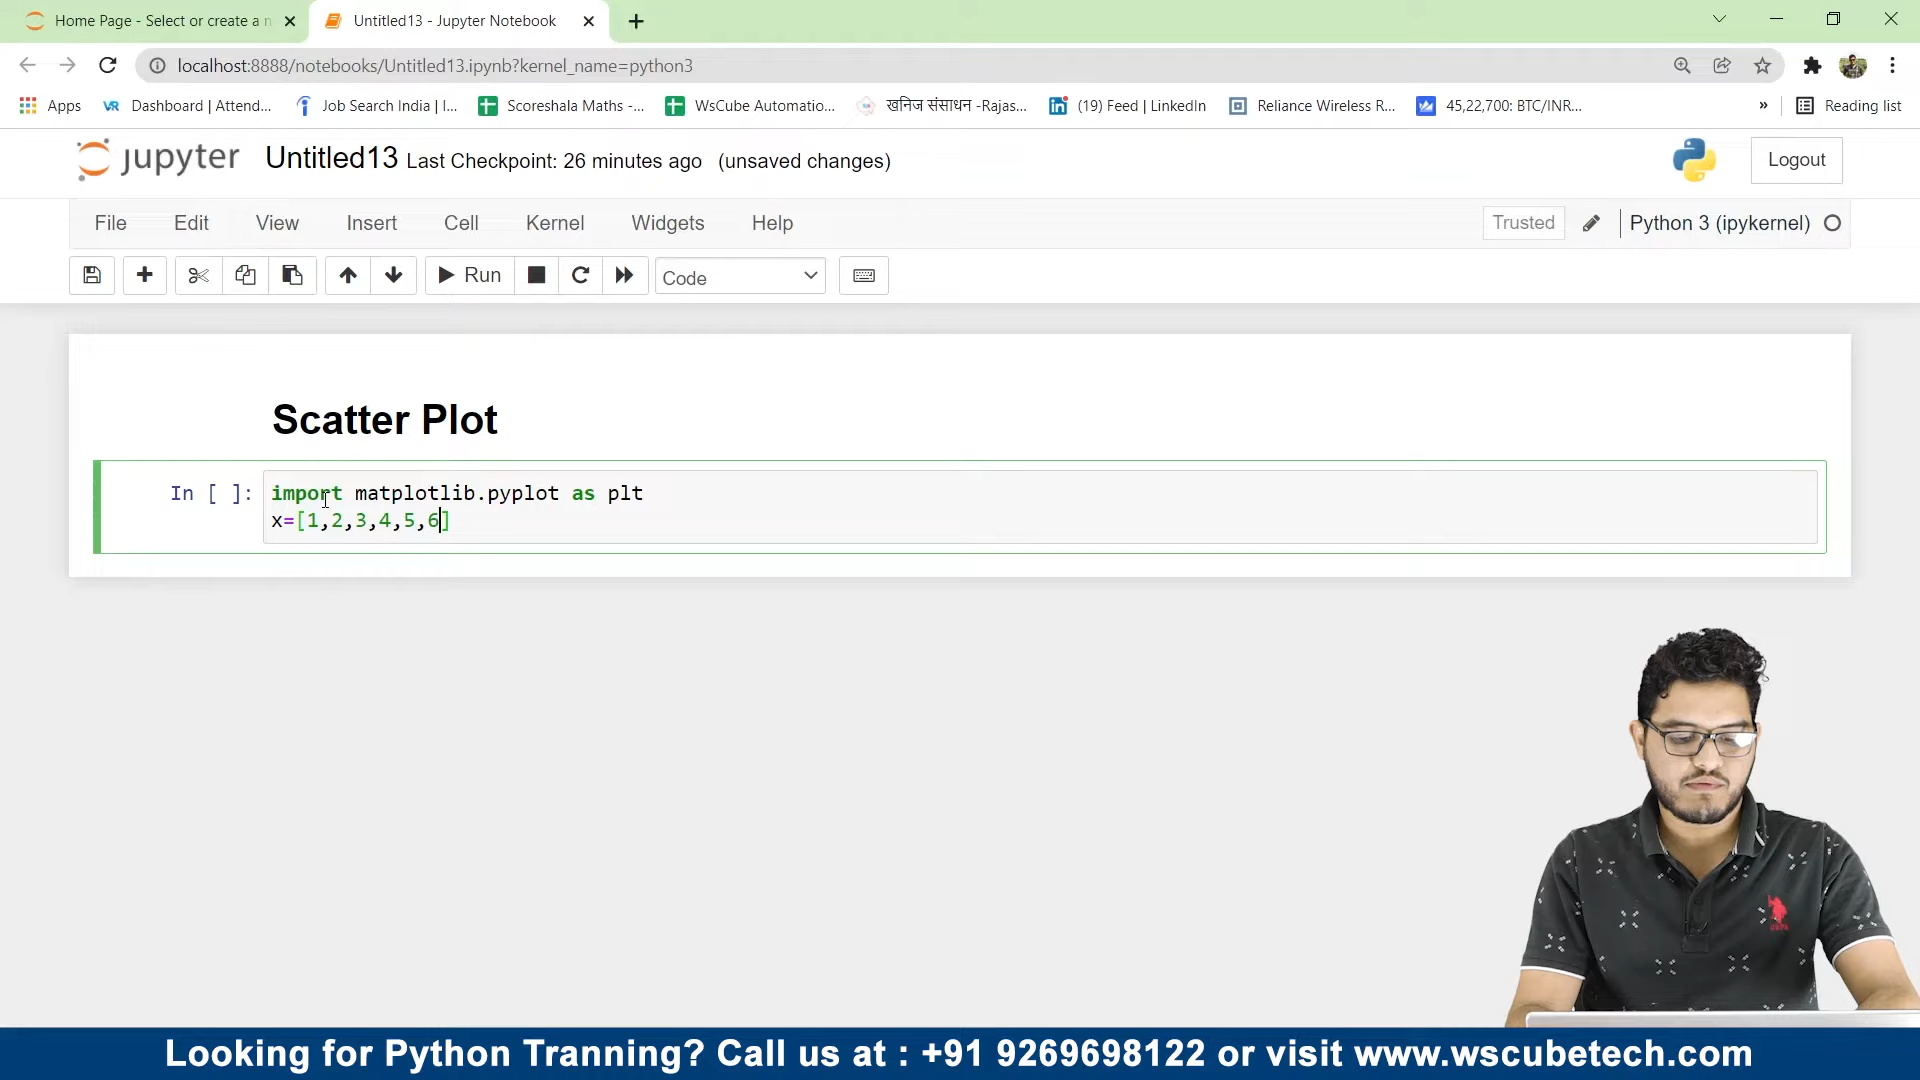 Home Page - Select or create a n
Untitled13 - Jupyter Notebook
localhost:8888/notebooks/Untitled13.ipynb?kernel_name=python3
Apps VR Dashboard | Attend... Job Search India | I... Scoreshala Maths -... WsCube Automatio... खनिज संसाधन -Rajas... in (19) Feed | LinkedIn Reliance Wireless R... 45,22,700: BTC/INR... » Reading list
jupyter Untitled13 Last Checkpoint: 26 minutes ago (unsaved changes) Logout
File Edit View Insert Cell Kernel Widgets Help Trusted Python 3 (ipykernel)
Run Code
Scatter Plot
In [ ]: import matplotlib.pyplot as plt
x=[1,2,3,4,5,6]
Looking for Python Tranning? Call us at : +91 9269698122 or visit www.wscubetech.com